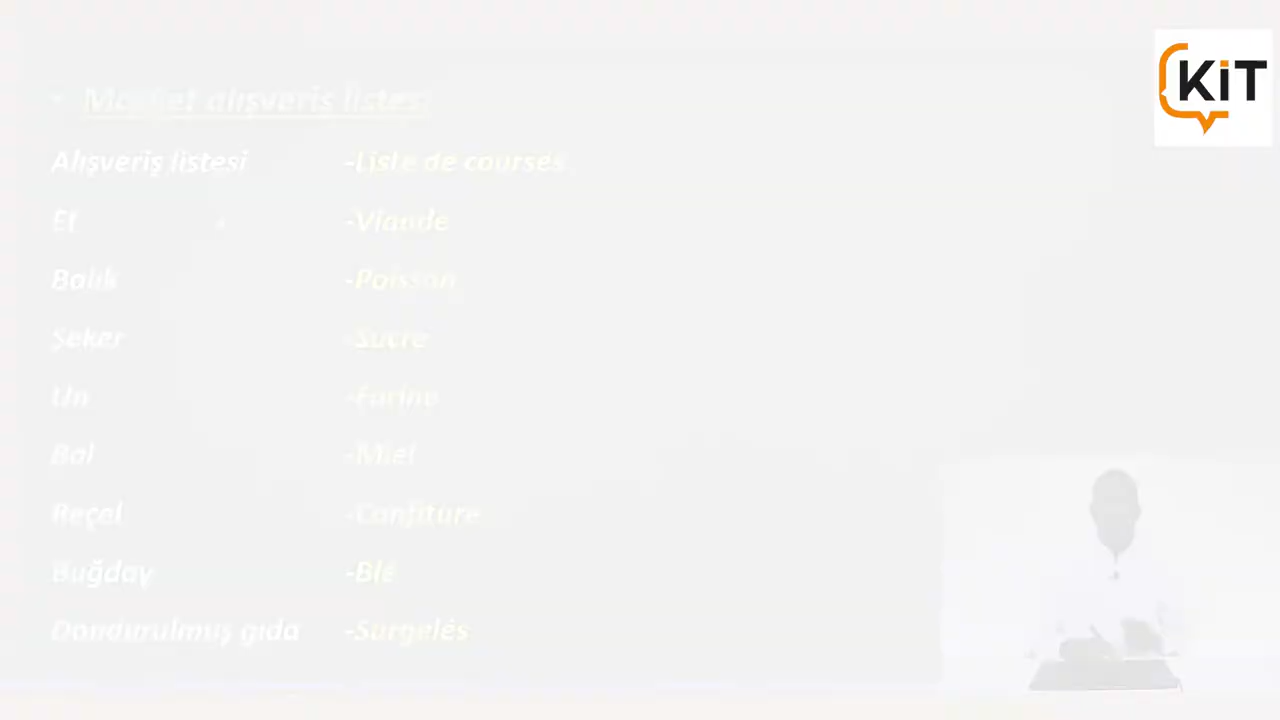 KiT
• Market alışveriş listesi
Alışveriş listesi -Liste de courses
Et -Viande
Balık -Poisson
Şeker -Sucre
Un -Farine
Bal -Miel
Reçel -Confiture
Buğday -Blé
Dondurulmuş gıda -Surgelés